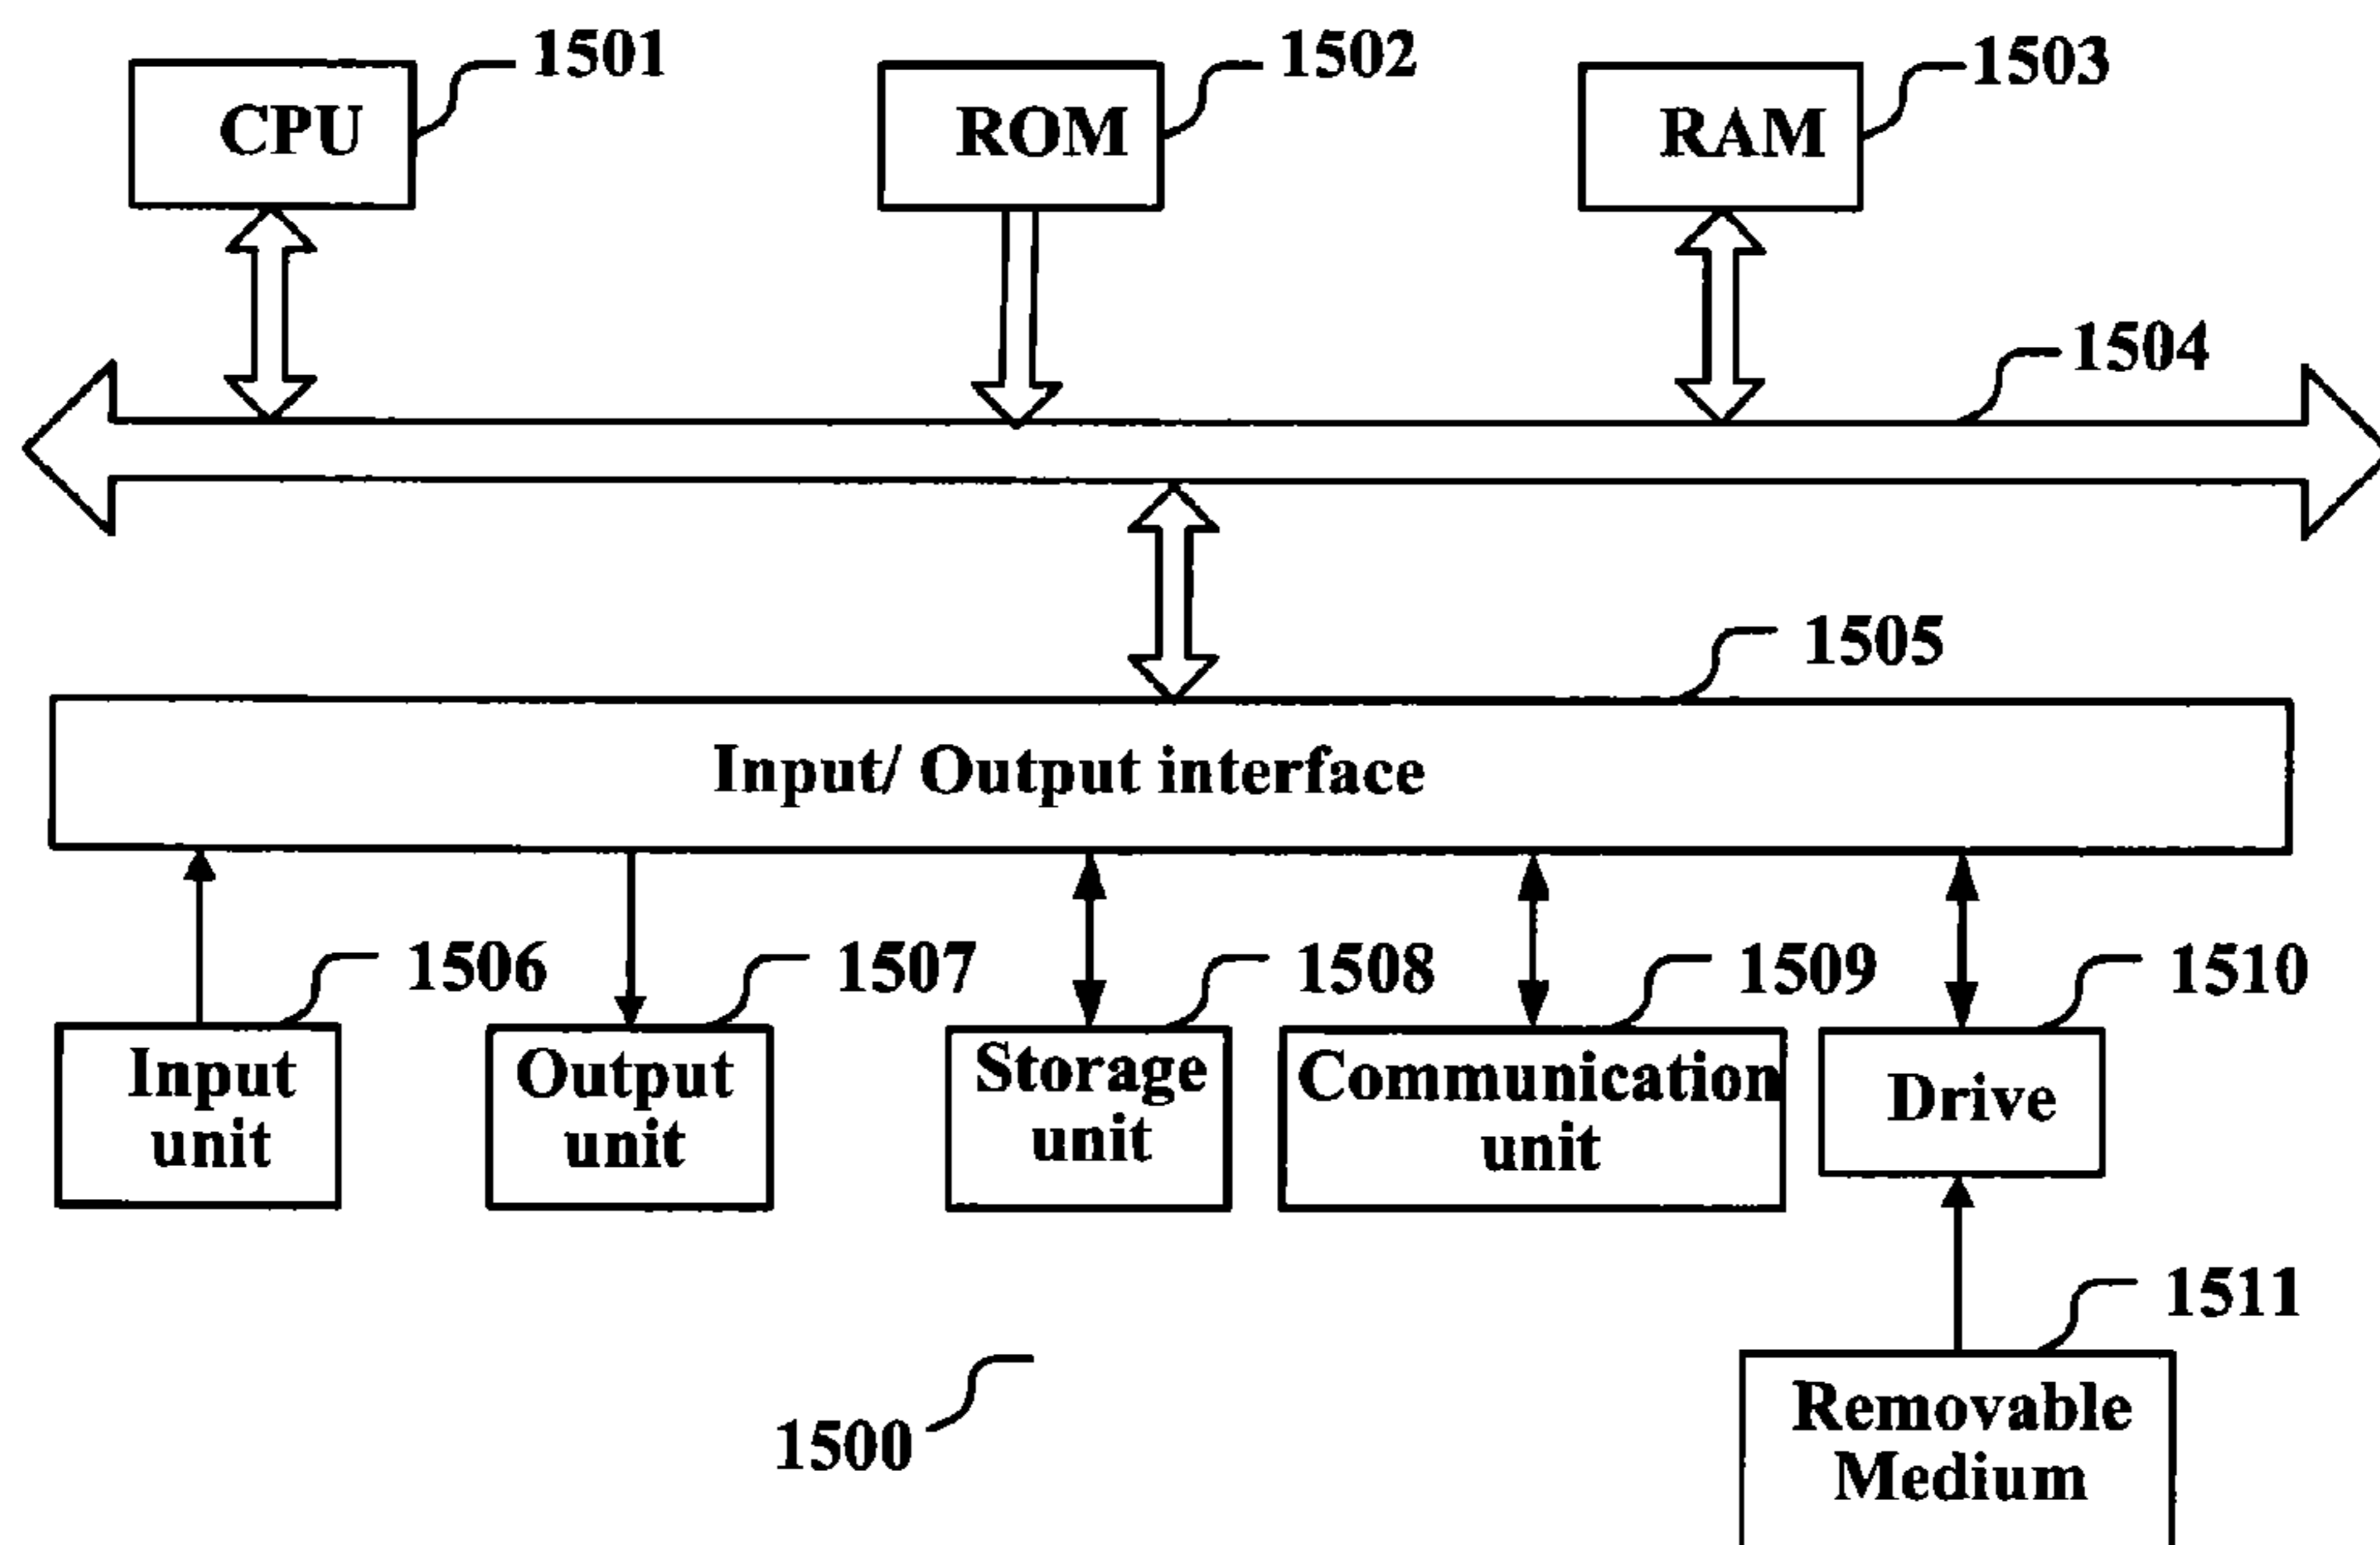 1501
CPU
1502
ROM
1503
RAM
1504
1505
Input/ Output interface
1506
1507
1508
1509
1510
Input
unit
Output
unit
Storage
unit
Communication
unit
Drive
1511
Removable
Medium
1500